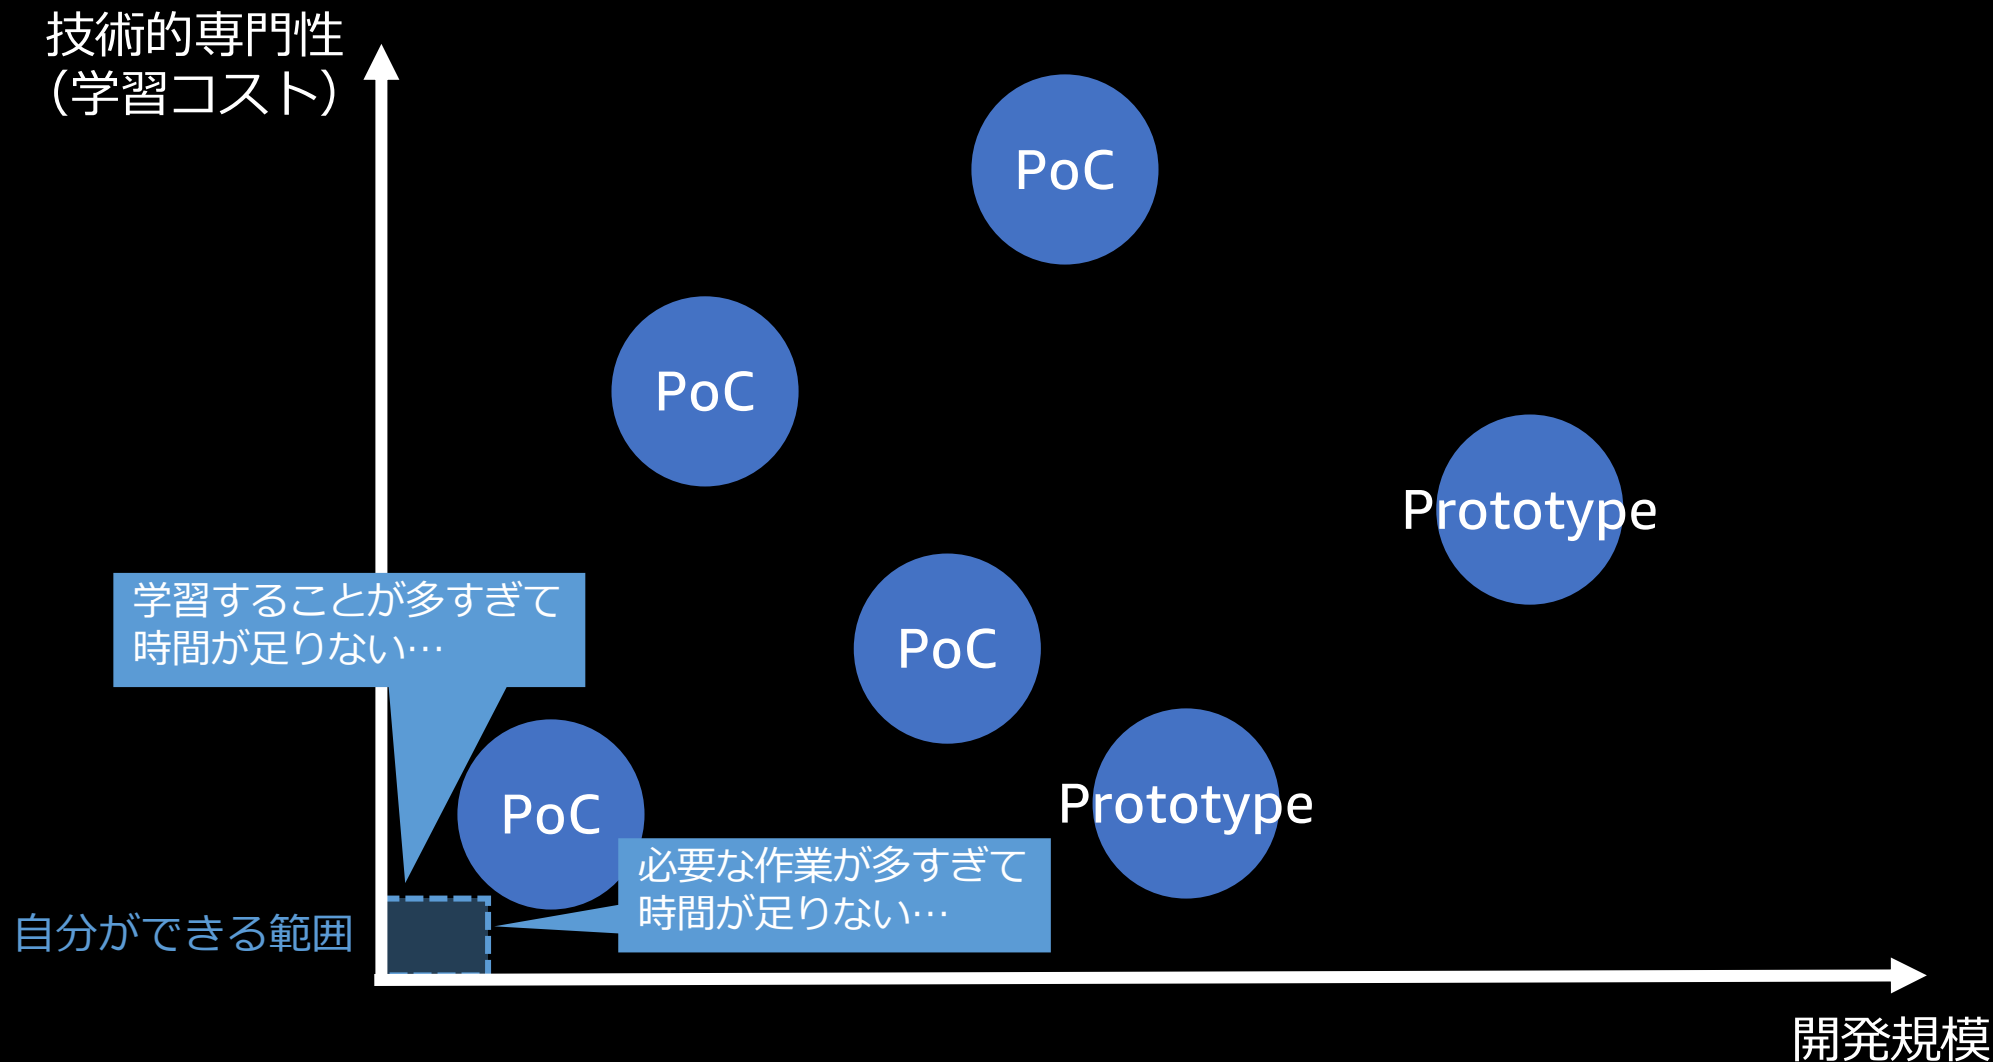 技術的専門性
（学習コスト）
PoC
PoC
Prototype
学習することが多すぎて
時間が足りない…
PoC
PoC
Prototype
必要な作業が多すぎて
時間が足りない…
自分ができる範囲
開発規模